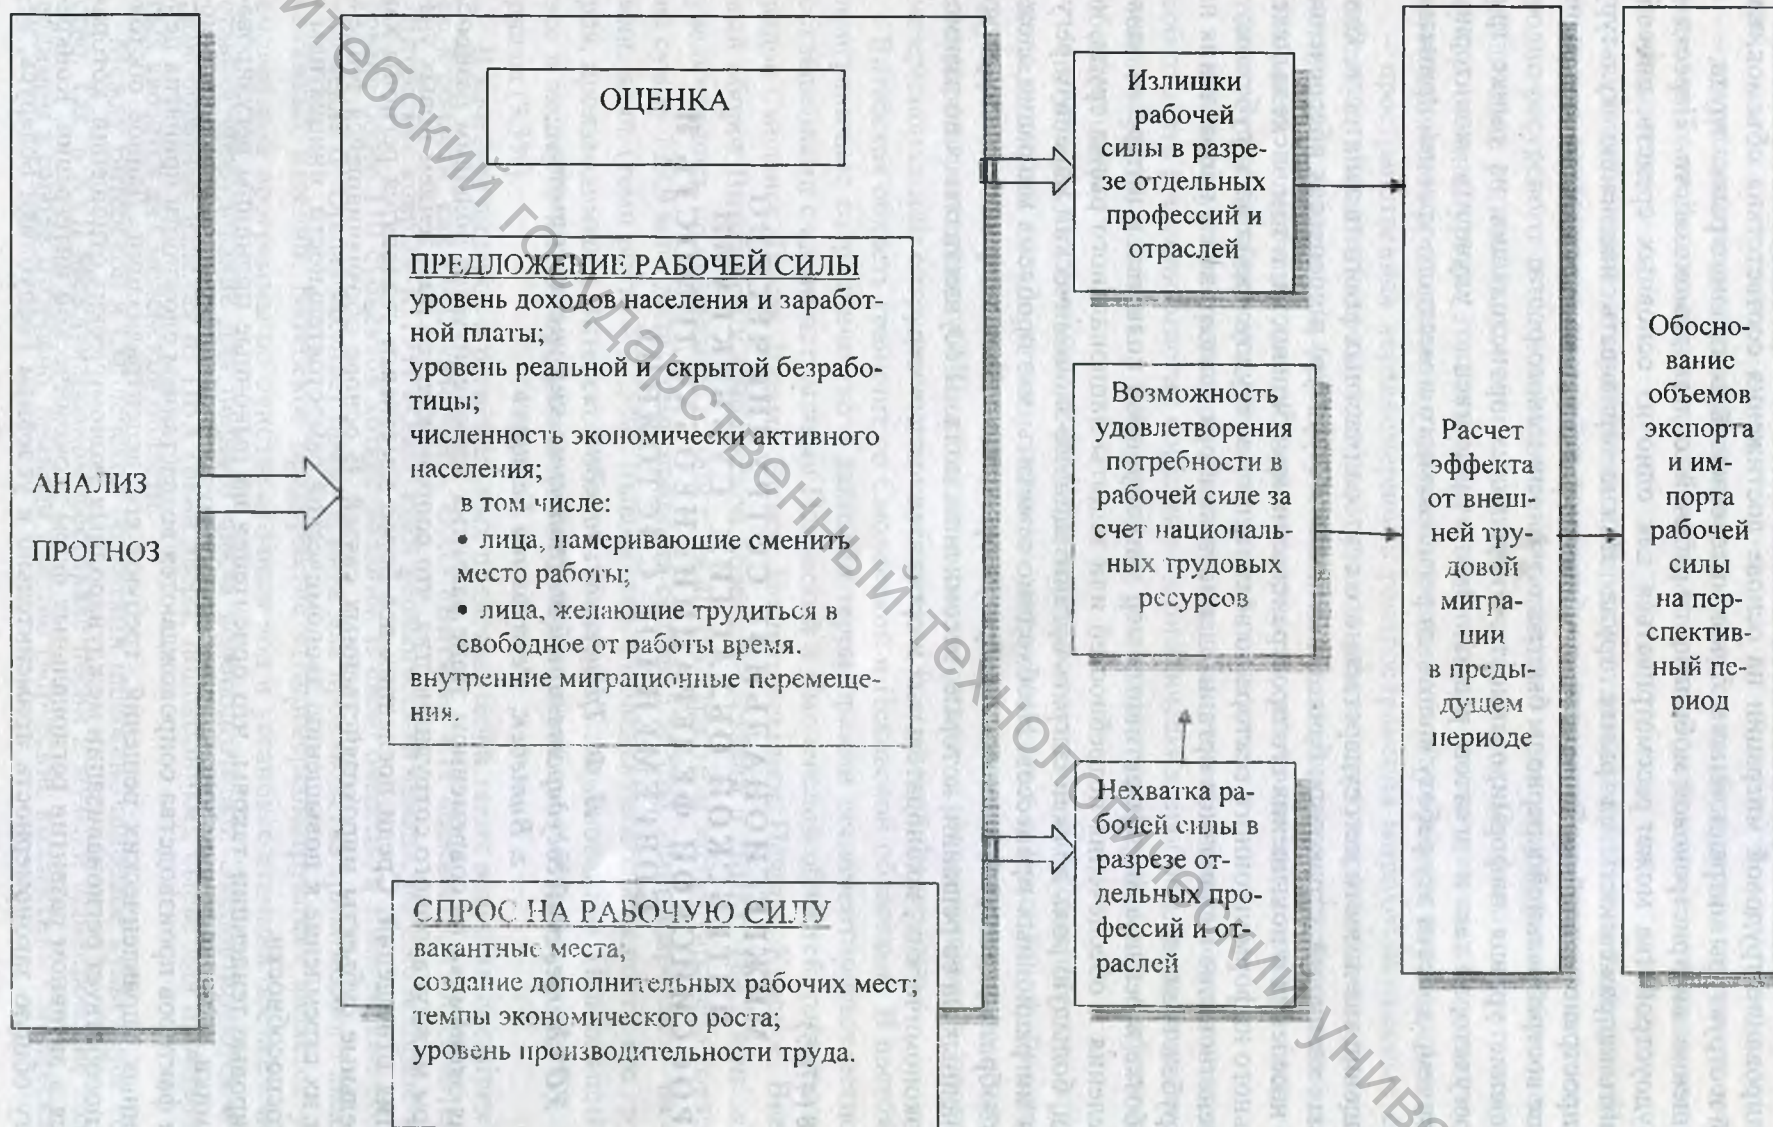 АНАЛИЗ
ПРОГНОЗ
ОЦЕНКА
ПРЕДЛОЖЕНИЕ РАБОЧЕЙ СИЛЫ
уровень доходов населения и заработ-
ной платы;
уровень реальной и скрытой безрабо-
тицы;
численность экономически активного
населения;
в том числе:
• лица, намеривающие сменить
место работы;
• лица, желающие трудиться в
свободное от работы время.
внутренние миграционные перемеще-
ния.
СПРОС НА РАБОЧУЮ СИЛУ
вакантные места,
создание дополнительных рабочих мест;
темпы экономического роста;
уровень производительности труда.
Излишки
рабочей
силы в разре-
зе отдельных
профессий и
отраслей
Возможность
удовлетворения
потребности в
рабочей силе за
счет националь-
ных трудовых
ресурсов
Нехватка ра-
бочей силы в
разрезе от-
дельных про-
фессий и от-
раслей
Расчет
эффекта
от внеш-
ней тру-
довой
мигра-
ции
в преды-
дущем
периоде
Обосно-
вание
объемов
экспорта
и им-
порта
рабочей
силы
на пер-
спектив-
ный пе-
риод
итебский государственный технологический универс